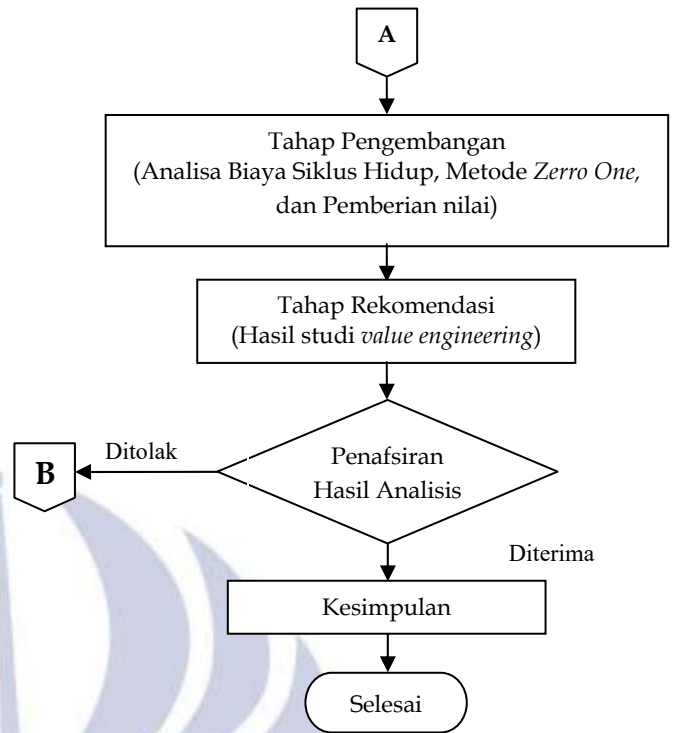 A
Tahap Pengembangan
(Analisa Biaya Siklus Hidup, Metode Zerro One,
dan Pemberian nilai)
Tahap Rekomendasi
(Hasil studi value engineering)
B
Ditolak
Penafsiran
Hasil Analisis
Diterima
Kesimpulan
Selesai